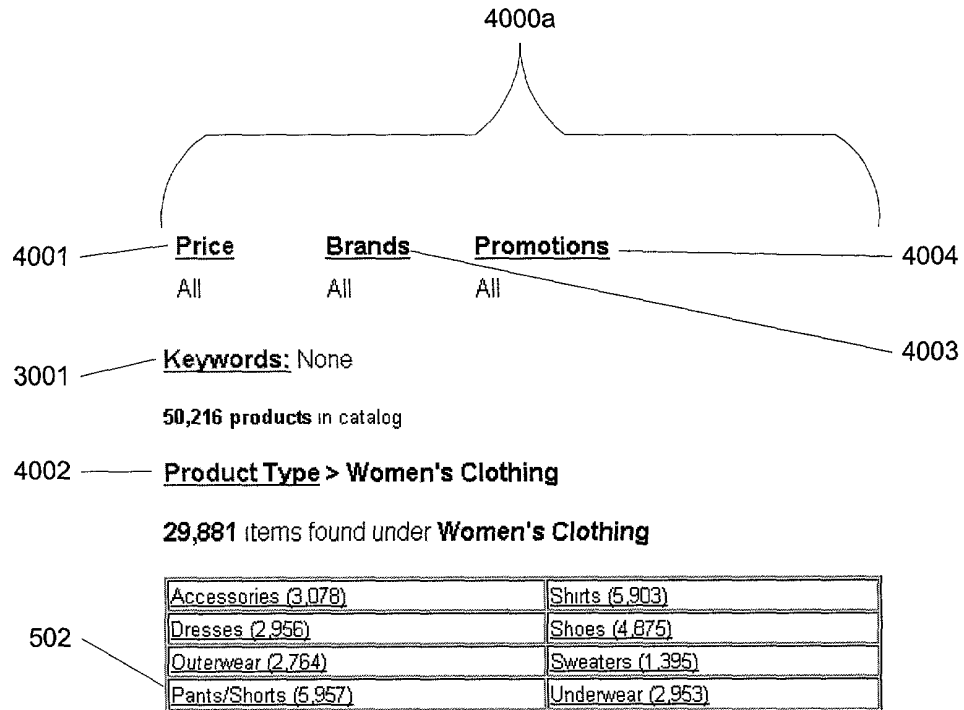 4000a
4001 Price Brands Promotions 4004
All All All
4003
3001 Keywords: None
50,216 products in catalog
4002 Product Type > Women's Clothing
29,881 items found under Women's Clothing
Accessories (3,078) Shirts (5,903)
Dresses (2,956) Shoes (4,875)
502 Outerwear (2,764) Sweaters (1,395)
Pants/Shorts (5,957) Underwear (2,953)